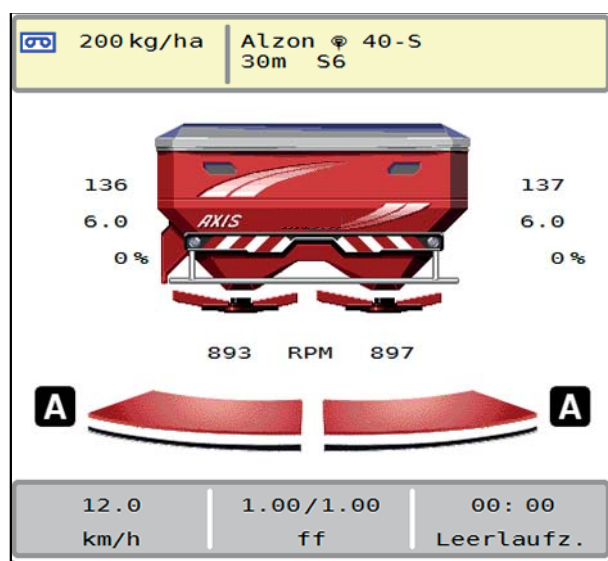 200 kg/ha
Alzon 40-S
30m S6
136
137
6.0
AXIS
6.0
0 %
0 %
893 RPM 897
A
A
12.0
1.00/1.00
00: 00
km/h
ff
Leerlaufz.